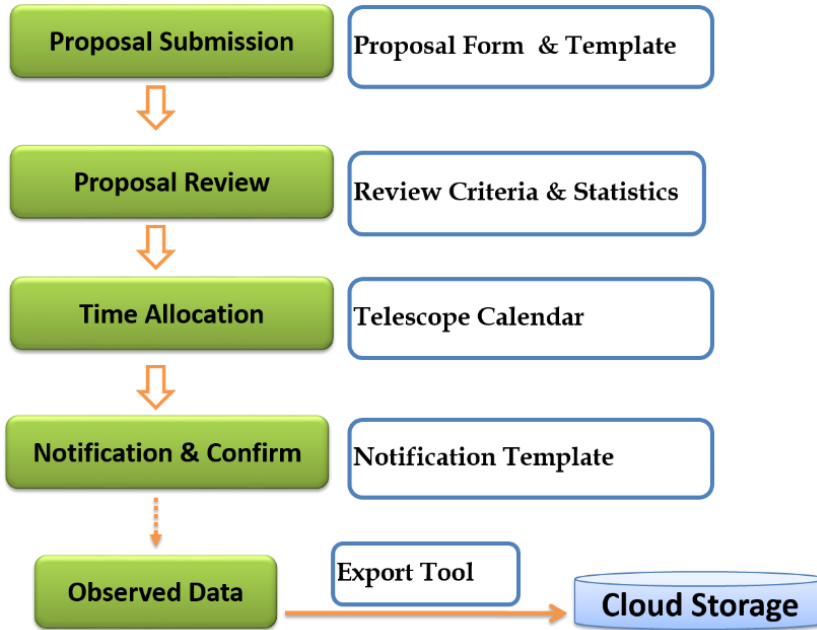 Proposal Submission
Proposal Form & Template
Proposal Review
Review Criteria & Statistics
Time Allocation
Telescope Calendar
Notification & Confirm
Notification Template
Observed Data
Export Tool
Cloud Storage